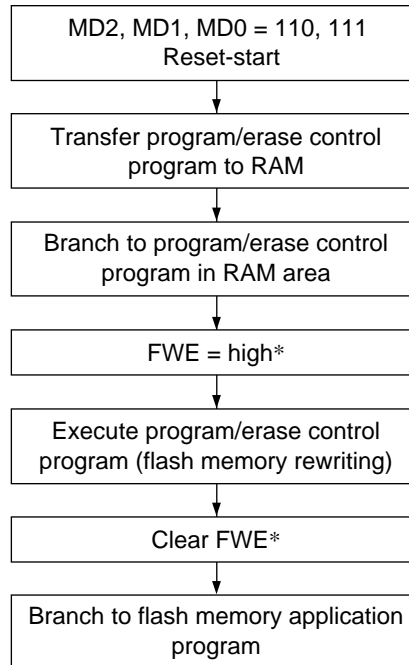 MD2, MD1, MD0 = 110, 111
Reset-start
Transfer program/erase control
program to RAM
Branch to program/erase control
program in RAM area
FWE = high*
Execute program/erase control
program (flash memory rewriting)
Clear FWE*
Branch to flash memory application
program